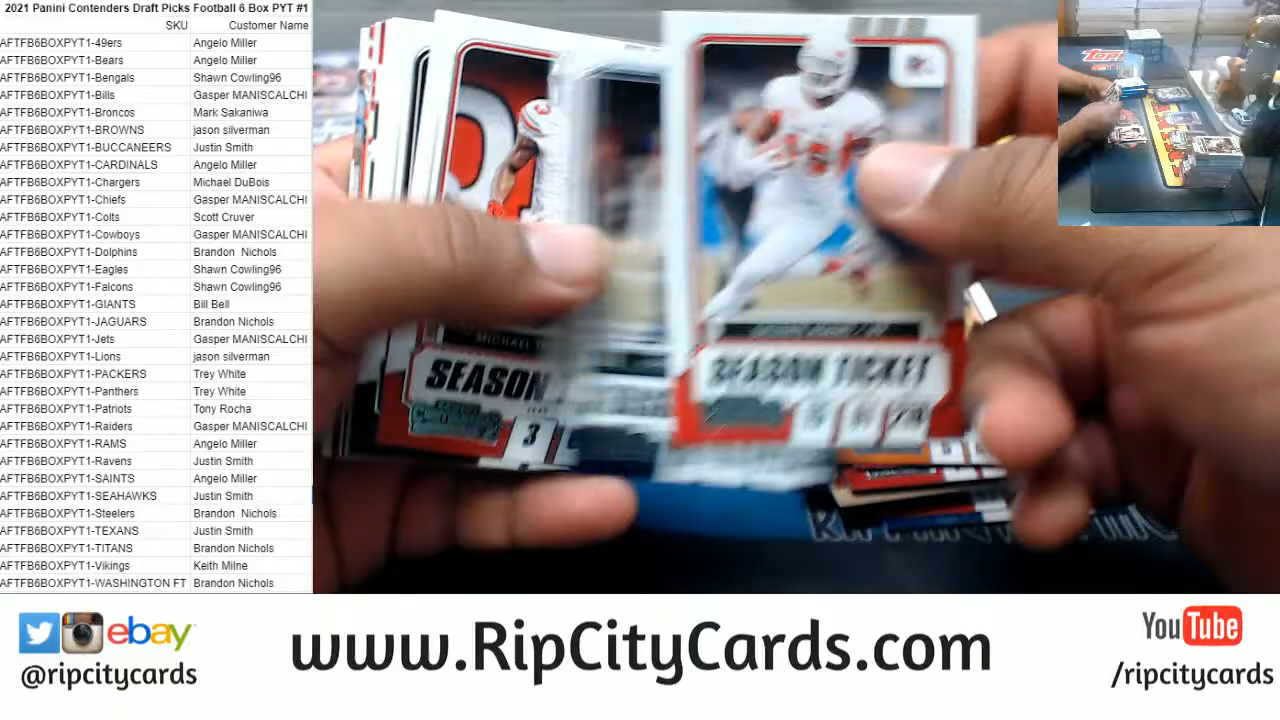 2021 Panini Contenders Draft Picks Football 6 Box PYT #1
SKU Customer Name
AFTFB6BOXPYT1-49ers Angelo Miller
AFTFB6BOXPYT1-Bears Angelo Miller
AFTFB6BOXPYT1-Bengals Shawn Cowling96
AFTFB6BOXPYT1-Bills Gasper MANISCALCHI
AFTFB6BOXPYT1-Broncos Mark Sakaniwa
AFTFB6BOXPYT1-BROWNS jason silverman
AFTFB6BOXPYT1-BUCCANEERS Justin Smith
AFTFB6BOXPYT1-CARDINALS Angelo Miller
AFTFB6BOXPYT1-Chargers Michael DuBois
AFTFB6BOXPYT1-Chiefs Gasper MANISCALCHI
AFTFB6BOXPYT1-Colts Scott Cruver
AFTFB6BOXPYT1-Cowboys Gasper MANISCALCHI
AFTFB6BOXPYT1-Dolphins Brandon Nichols
AFTFB6BOXPYT1-Eagles Shawn Cowling96
AFTFB6BOXPYT1-Falcons Shawn Cowling96
AFTFB6BOXPYT1-GIANTS Bill Bell
AFTFB6BOXPYT1-JAGUARS Brandon Nichols
AFTFB6BOXPYT1-Jets Gasper MANISCALCHI
AFTFB6BOXPYT1-Lions jason silverman
AFTFB6BOXPYT1-PACKERS Trey White
AFTFB6BOXPYT1-Panthers Trey White
AFTFB6BOXPYT1-Patriots Tony Rocha
AFTFB6BOXPYT1-Raiders Gasper MANISCALCHI
AFTFB6BOXPYT1-RAMS Angelo Miller
AFTFB6BOXPYT1-Ravens Justin Smith
AFTFB6BOXPYT1-SAINTS Angelo Miller
AFTFB6BOXPYT1-SEAHAWKS Justin Smith
AFTFB6BOXPYT1-Steelers Brandon Nichols
AFTFB6BOXPYT1-TEXANS Justin Smith
AFTFB6BOXPYT1-TITANS Brandon Nichols
AFTFB6BOXPYT1-Vikings Keith Milne
AFTFB6BOXPYT1-WASHINGTON FT Brandon Nichols
Topps
MICHAEL
SEASON
3
SEASON TICKET
ebay
@ripcitycards
www.RipCityCards.com
YouTube
/ripcitycards